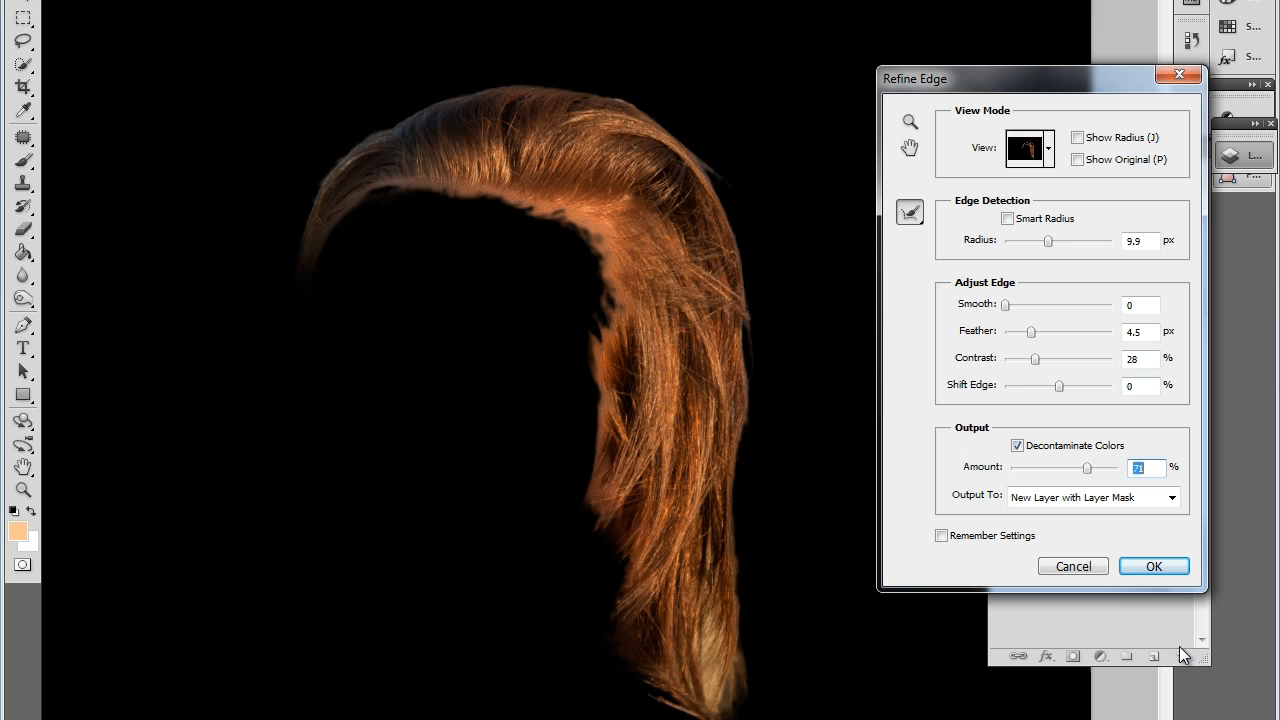 S...
S...
Refine Edge
View Mode
View:
Show Radius (J)
Show Original (P)
L...
Edge Detection
Smart Radius
Radius:
9.9
px
Adjust Edge
Smooth:
0
Feather:
4.5
px
Contrast:
28
%
Shift Edge:
0
%
Output
Decontaminate Colors
Amount:
71
%
Output To:
New Layer with Layer Mask
Remember Settings
Cancel
OK
T
fx
fx